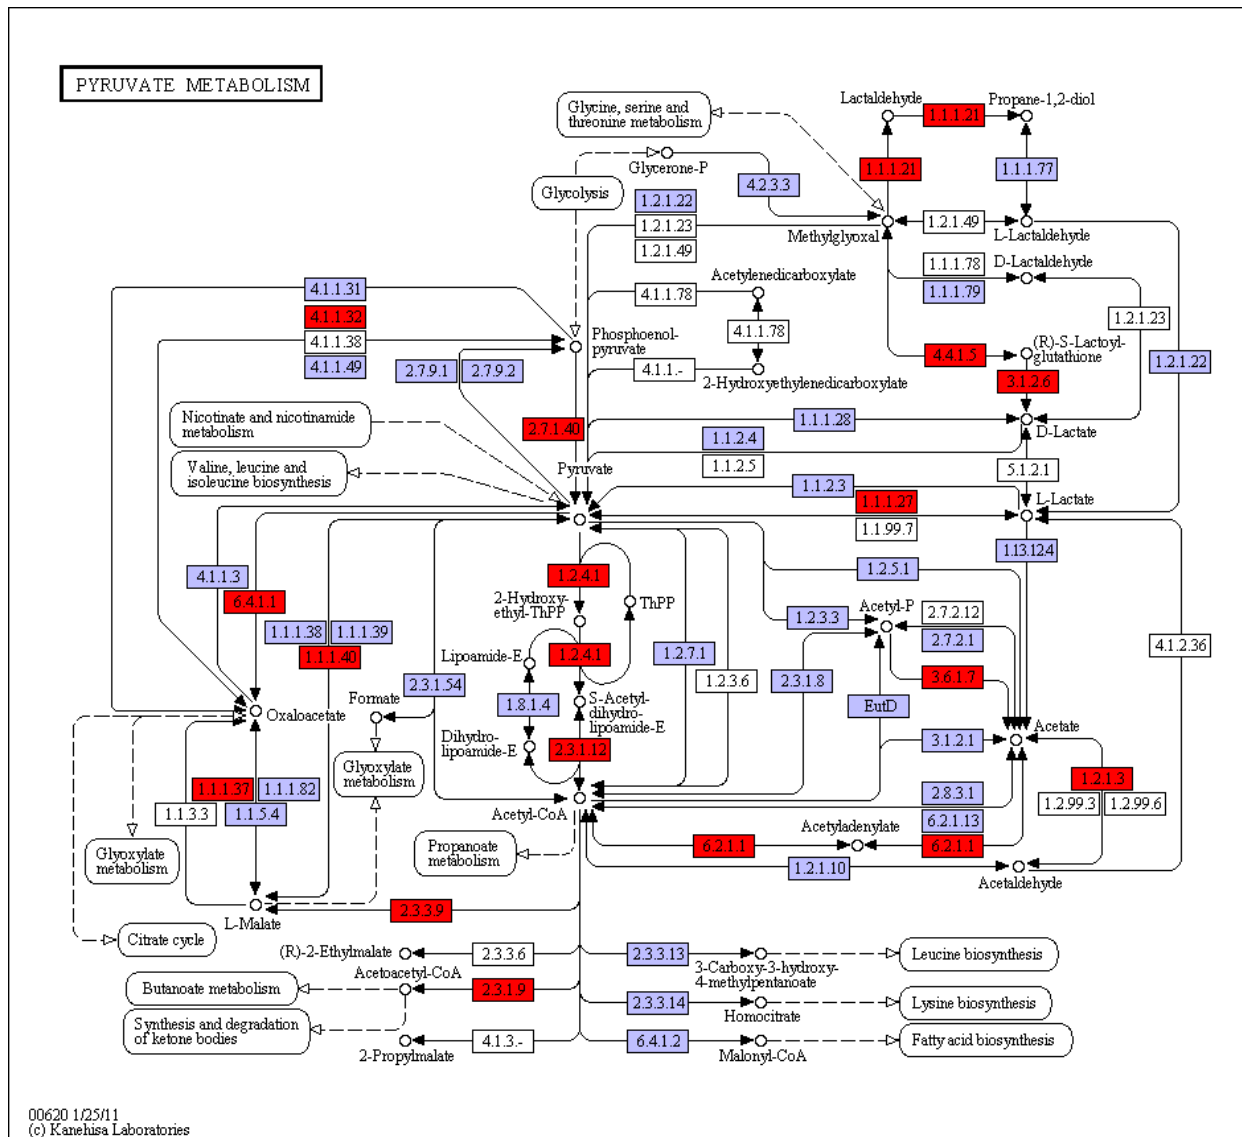 PYRUVATE METABOLISM
Glycine, serine and
threonine metabolism
Lactaldehyde
1.1.1.21
Propane-1,2-diol
Glycerone-P
4.2.3.3
1.1.1.21
1.1.1.77
Glycolysis
1.2.1.22
1.2.1.23
1.2.1.49
Methylglyoxal
1.2.1.49
L-Lactaldehyde
1.1.1.78
1.1.1.79
D-Lactaldehyde
Acetylenedicarboxylate
4.1.1.31
4.1.1.32
4.1.1.38
4.1.1.49
4.1.1.78
4.1.1.78
1.2.1.23
Phosphoenol-
pyruvate
2.7.9.1
2.7.9.2
4.1.1.-
2-Hydroxyethylenedicarboxylate
4.4.1.5
(R)-S-Lactoyl-
glutathione
1.2.1.22
3.1.2.6
Nicotinate and nicotinamide
metabolism
2.7.1.40
1.1.1.28
D-Lactate
1.1.2.4
1.1.2.5
Valine, leucine and
isoleucine biosynthesis
Pyruvate
5.1.2.1
1.1.2.3
1.1.1.27
1.1.99.7
L-Lactate
1.13.12.4
4.1.1.3
6.4.1.1
1.2.4.1
1.2.5.1
2-Hydroxy-
ethyl-ThPP
ThPP
1.2.3.3
Acetyl-P
2.7.2.12
2.7.2.1
1.1.1.38
1.1.1.39
1.1.1.40
Lipoamide-E
1.2.4.1
1.2.7.1
1.2.3.6
2.3.1.8
3.6.1.7
4.1.2.36
2.3.1.54
Formate
1.8.1.4
S-Acetyl-
dihydro-
lipoamide-E
EutD
Oxaloacetate
Acetate
Dihydro-
lipoamide-E
2.3.1.12
3.1.2.1
Glyoxylate
metabolism
1.1.1.37
1.1.1.82
1.1.3.3
1.1.5.4
1.2.1.3
1.2.99.3
1.2.99.6
2.8.3.1
Acetyl-CoA
6.2.1.13
Acetyladenylate
6.2.1.1
6.2.1.1
Propanoate
metabolism
Glyoxylate
metabolism
1.2.1.10
Acetaldehyde
L-Malate
2.3.3.9
Citrate cycle
(R)-2-Ethylmalate
2.3.3.6
2.3.3.13
3-Carboxy-3-hydroxy-
4-methylpentanoate
Leucine biosynthesis
Butanoate metabolism
Acetoacetyl-CoA
2.3.1.9
2.3.3.14
Homocitrate
Lysine biosynthesis
Synthesis and degradation
of ketone bodies
2-Propylmalate
4.1.3.-
6.4.1.2
Malonyl-CoA
Fatty acid biosynthesis
00620 1/25/11
(c) Kanehisa Laboratories